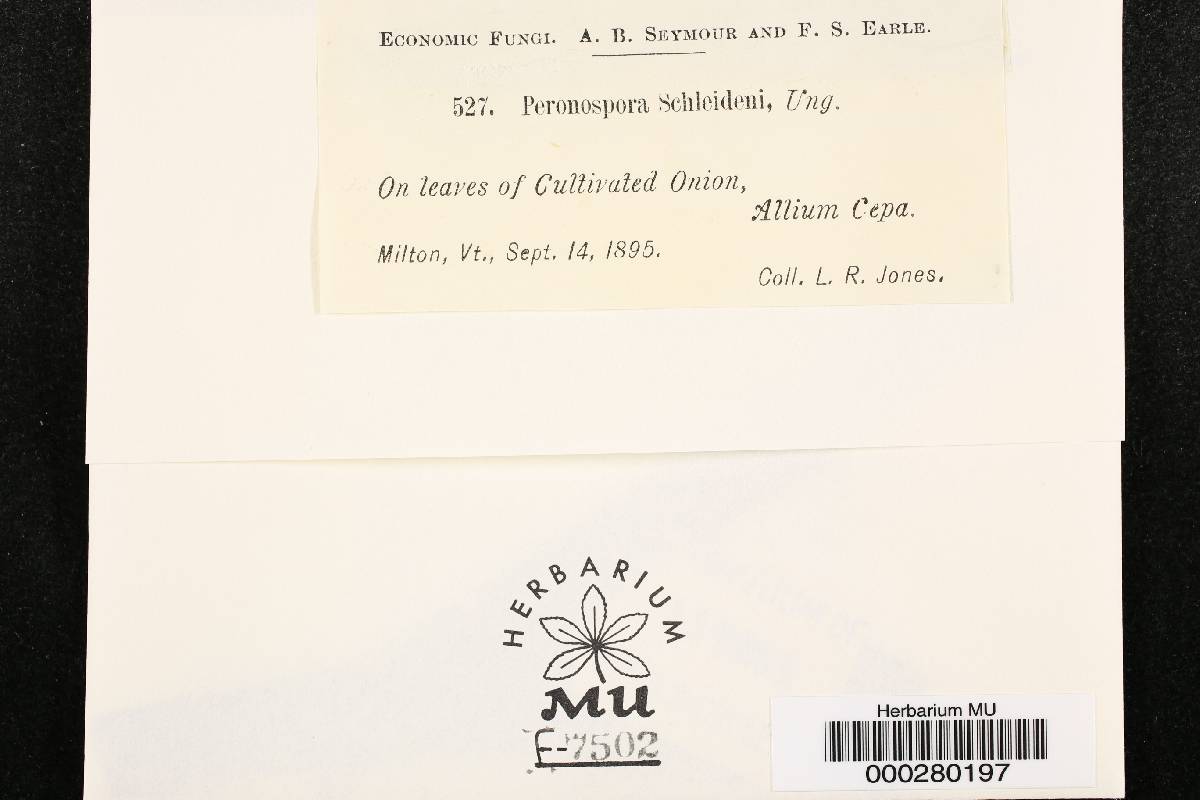 Economic Fungi. A. B. Seymour and F. S. Earle.
527. Peronospora Schleideni, Ung.
On leaves of Cultivated Onion,
Allium Cepa.
Milton, Vt., Sept. 14, 1895.
Coll. L. R. Jones.
HERBARIUM
MU
F-7502
Herbarium MU
000280197